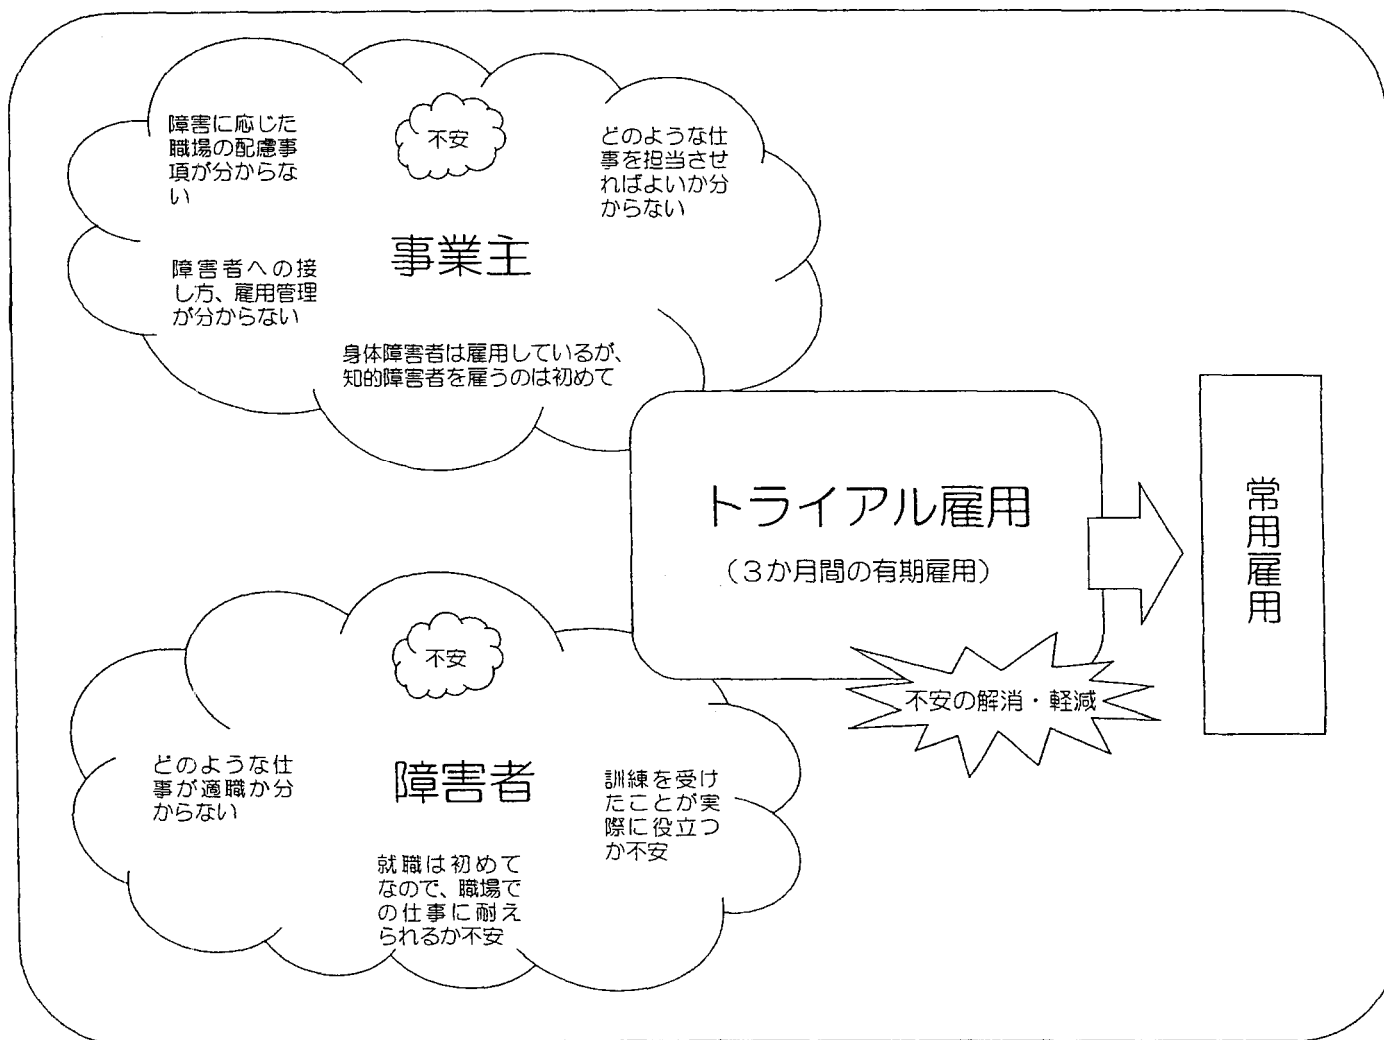 不安
障害に応じた
職場の配慮事
項が分からな
い
どのような仕
事を担当させ
ればよいか分
からない
事業主
障害者への接
し方、雇用管理
が分からない
身体障害者は雇用しているが、
知的障害者を雇うのは初めて
トライアル雇用
（３か月間の有期雇用）
常用雇用
不安の解消・軽減
不安
障害者
どのような仕
事が適職か分
からない
訓練を受け
たことが実
際に役立つ
か不安
就職は初めて
なので、職場で
の仕事に耐え
られるか不安